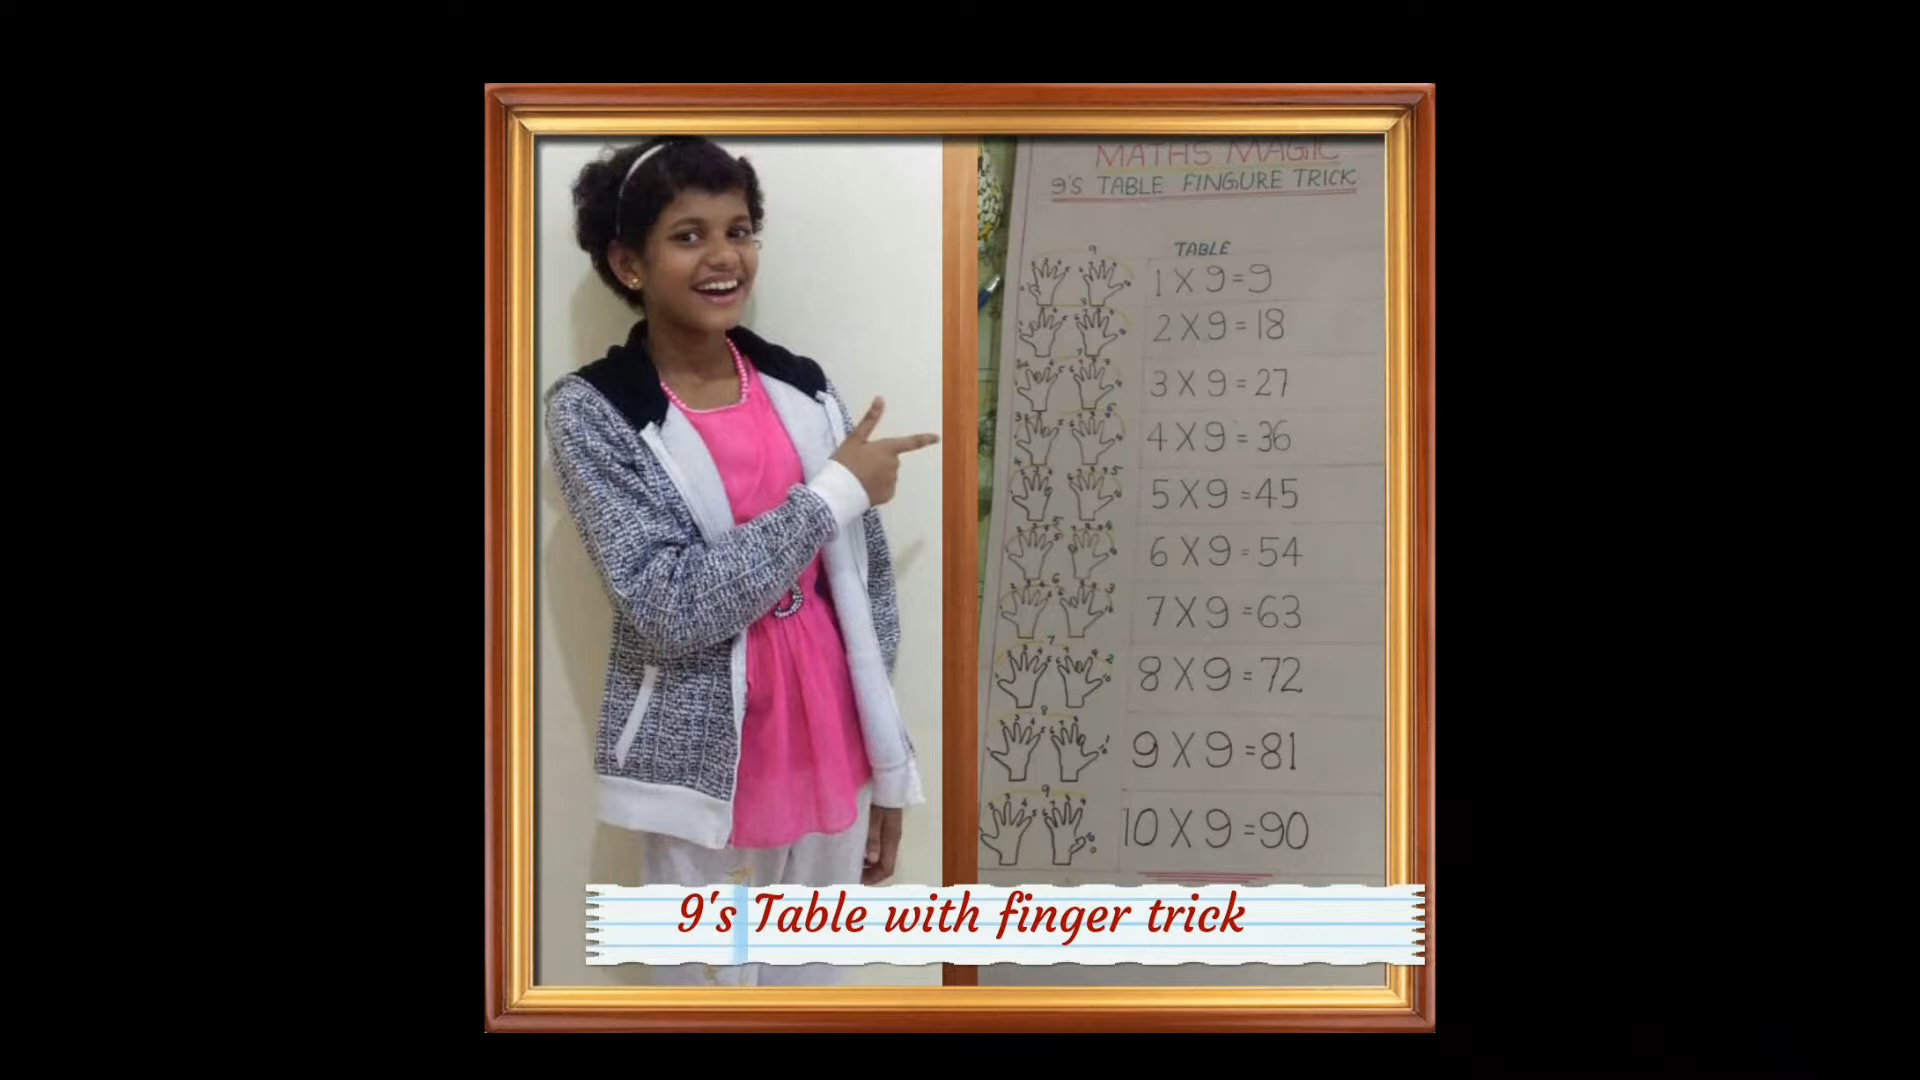 MATHS MAGIC
9'S TABLE FINGURE TRICK
TABLE
1 X 9 = 9
2 X 9 = 18
3 X 9 = 27
4 X 9 = 36
5 X 9 = 45
6 X 9 = 54
7 X 9 = 63
8 X 9 = 72
9 X 9 = 81
10 X 9 = 90
9's Table with finger trick